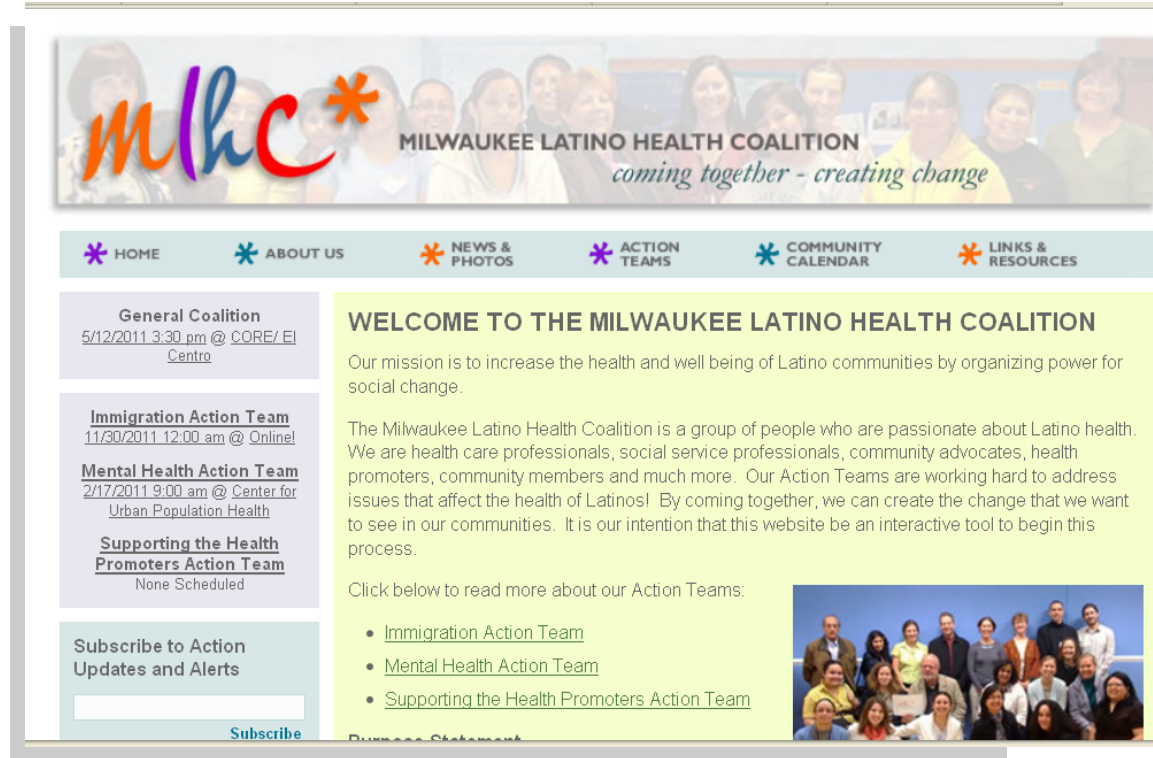 mlhc*
MILWAUKEE LATINO HEALTH COALITION
coming together - creating change
HOME
ABOUT US
NEWS &
PHOTOS
ACTION
TEAMS
COMMUNITY
CALENDAR
LINKS &
RESOURCES
General Coalition
5/12/2011 3:30 pm @ CORE/ El
Centro
Immigration Action Team
11/30/2011 12:00 am @ Online!
Mental Health Action Team
2/17/2011 9:00 am @ Center for
Urban Population Health
Supporting the Health
Promoters Action Team
None Scheduled
Subscribe to Action
Updates and Alerts
Subscribe
WELCOME TO THE MILWAUKEE LATINO HEALTH COALITION
Our mission is to increase the health and well being of Latino communities by organizing power for
social change.
The Milwaukee Latino Health Coalition is a group of people who are passionate about Latino health.
We are health care professionals, social service professionals, community advocates, health
promoters, community members and much more.  Our Action Teams are working hard to address
issues that affect the health of Latinos!  By coming together, we can create the change that we want
to see in our communities.  It is our intention that this website be an interactive tool to begin this
process.
Click below to read more about our Action Teams:
• Immigration Action Team
• Mental Health Action Team
• Supporting the Health Promoters Action Team
Purpose Statement